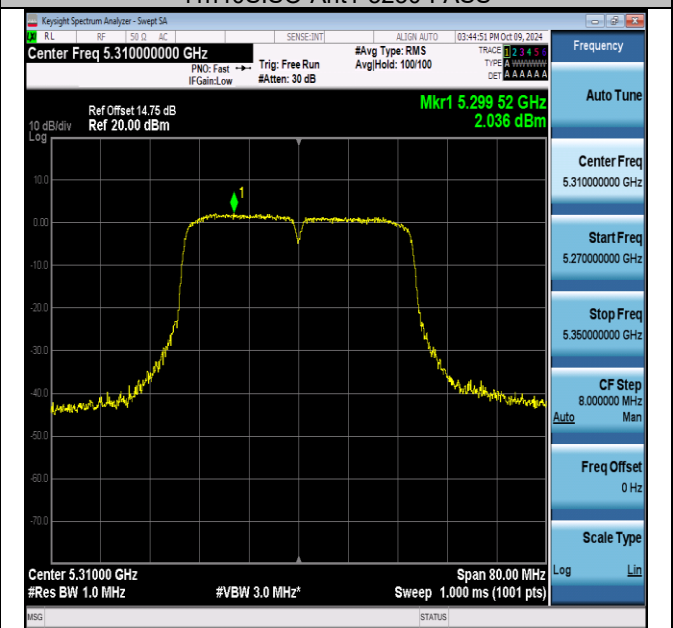 Keysight Spectrum Analyzer - Swept SA
RL RF 50 Ω AC SENSE:INT ALIGN AUTO 03:44:51 PM Oct 09, 2024
Center Freq 5.310000000 GHz
PNO: Fast
IFGain:Low
Trig: Free Run
#Atten: 30 dB
#Avg Type: RMS
Avg|Hold: 100/100
TRACE 1 2 3 4 5 6
TYPE A WWWWW
DET A A A A A A
Ref Offset 14.75 dB
10 dB/div Ref 20.00 dBm
Log
Mkr1 5.299 52 GHz
2.036 dBm
1
10.0
0.00
-10.0
-20.0
-30.0
-40.0
-50.0
-60.0
-70.0
Center 5.31000 GHz
Span 80.00 MHz
#Res BW 1.0 MHz
#VBW 3.0 MHz*
Sweep 1.000 ms (1001 pts)
MSG
STATUS
Frequency
Auto Tune
Center Freq
5.310000000 GHz
Start Freq
5.270000000 GHz
Stop Freq
5.350000000 GHz
CF Step
8.000000 MHz
Auto Man
Freq Offset
0 Hz
Scale Type
Log Lin